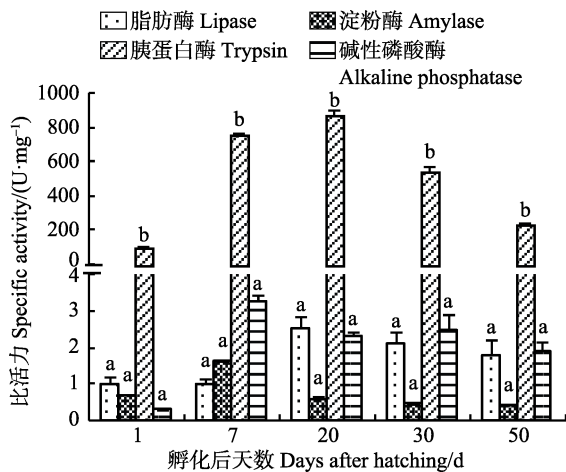 脂肪酶 Lipase
淀粉酶 Amylase
胰蛋白酶 Trypsin
碱性磷酸酶
Alkaline phosphatase
比活力 Specific activity/(U·mg⁻¹)
1000
800
600
400
200
0
4
3
2
1
0
a a b a
a a b a
a a b a
a a b a
a a b a
1 7 20 30 50
孵化后天数 Days after hatching/d